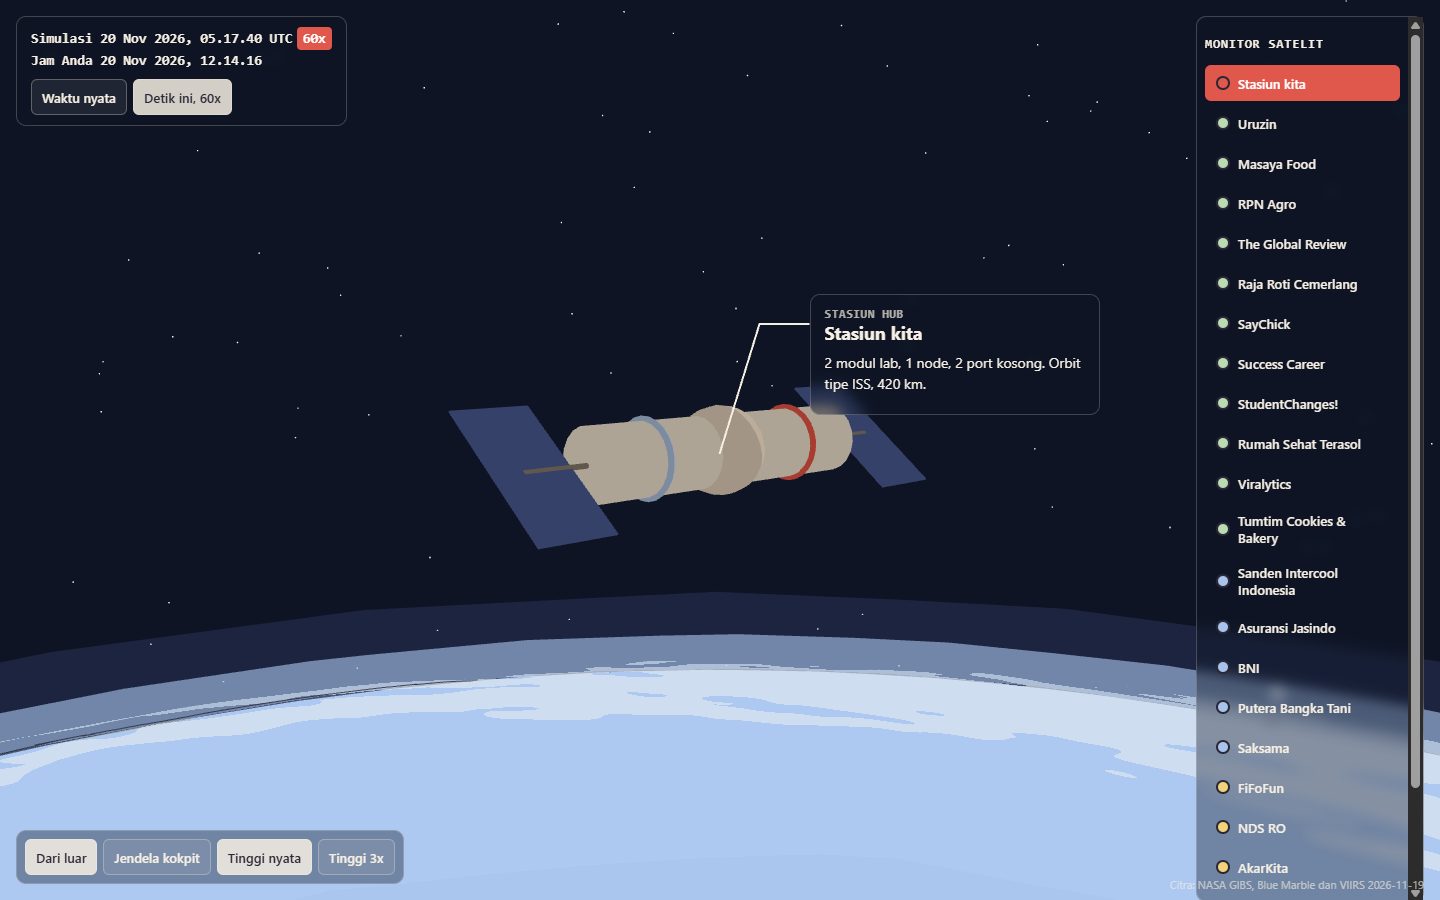 Simulasi 20 Nov 2026, 05.17.40 UTC 60x
Jam Anda 20 Nov 2026, 12.14.16
Waktu nyata
Detik ini, 60x
STASIUN HUB
Stasiun kita
2 modul lab, 1 node, 2 port kosong. Orbit
tipe ISS, 420 km.
MONITOR SATELIT
Stasiun kita
Uruzin
Masaya Food
RPN Agro
The Global Review
Raja Roti Cemerlang
SayChick
Success Career
StudentChanges!
Rumah Sehat Terasol
Viralytics
Tumtim Cookies &
Bakery
Sanden Intercool
Indonesia
Asuransi Jasindo
BNI
Putera Bangka Tani
Saksama
FiFoFun
NDS RO
AkarKita
Dari luar
Jendela kokpit
Tinggi nyata
Tinggi 3x
Citra: NASA GIBS, Blue Marble dan VIIRS 2026-11-19